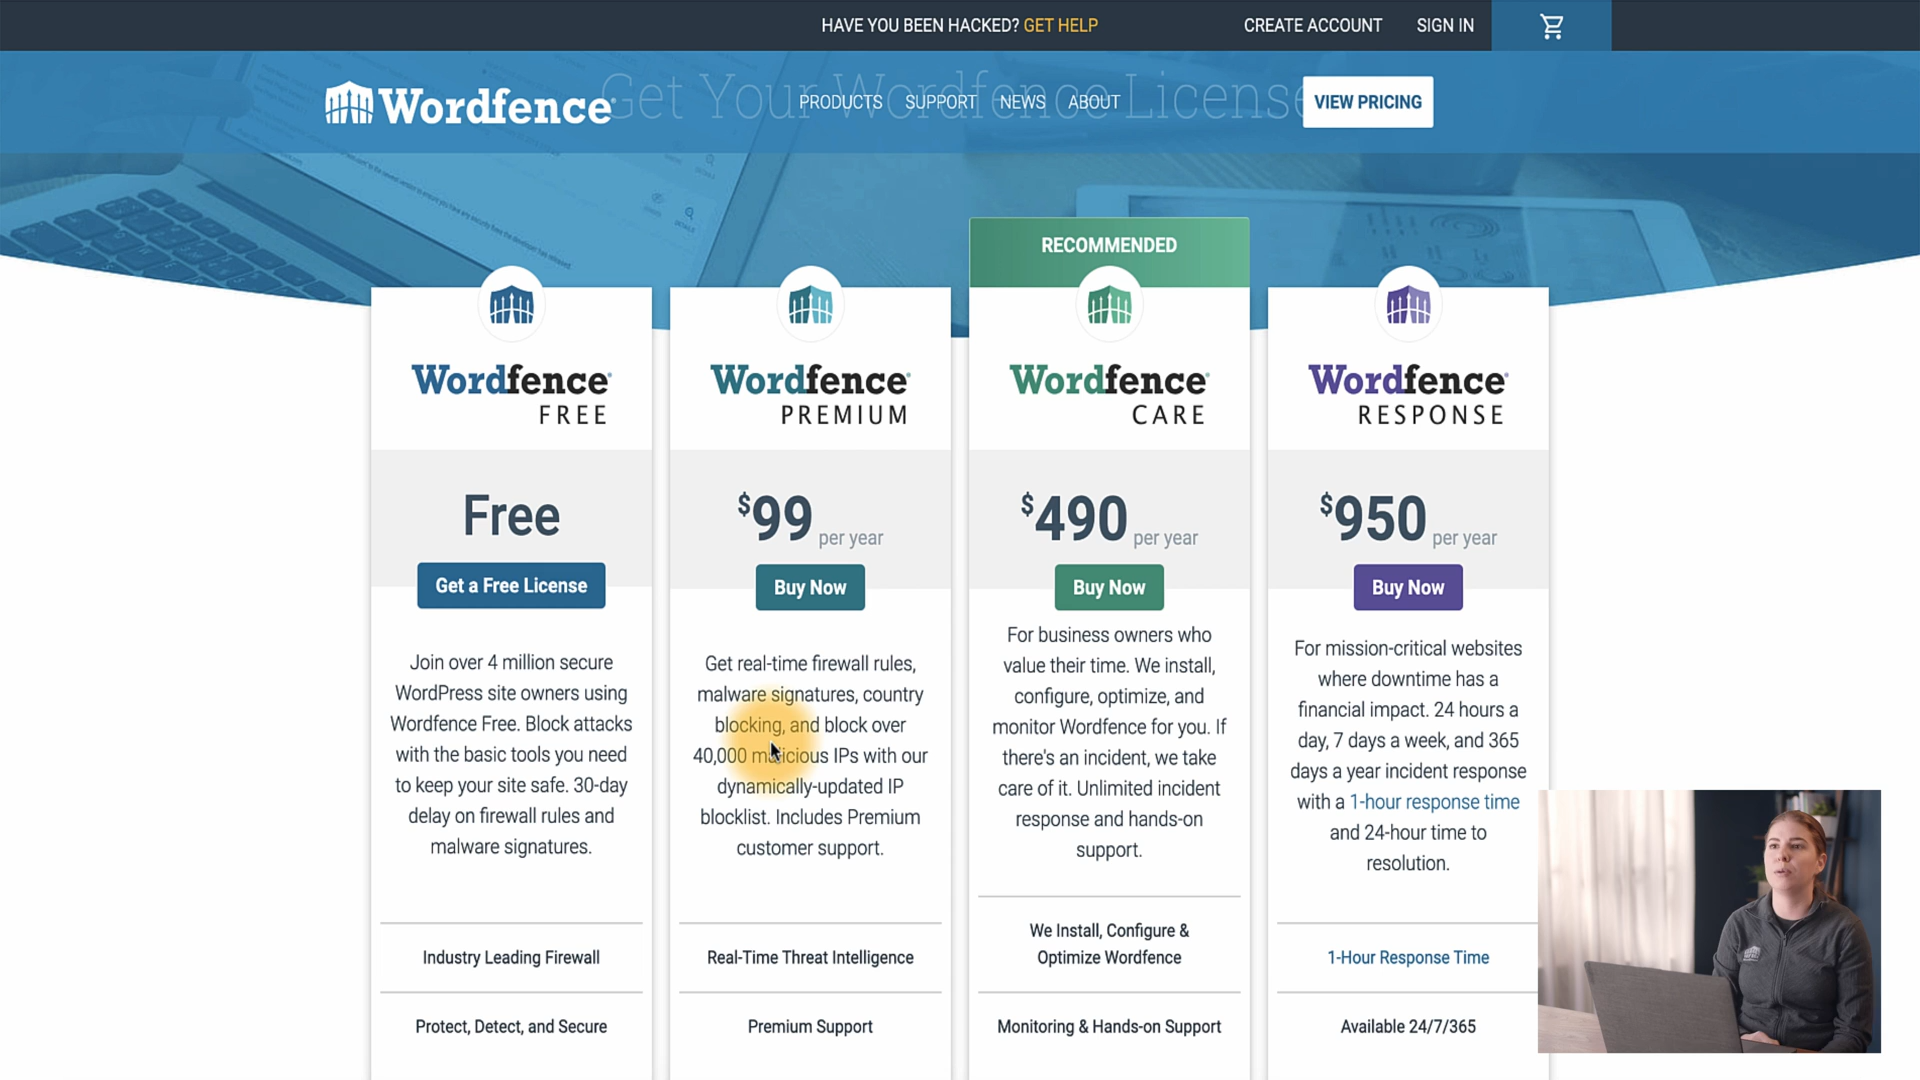 HAVE YOU BEEN HACKED? GET HELP
CREATE ACCOUNT
SIGN IN
Wordfence
Get Your Wordfence License
PRODUCTS
SUPPORT
NEWS
ABOUT
VIEW PRICING
RECOMMENDED
Wordfence
FREE
Free
Get a Free License
Join over 4 million secure
WordPress site owners using
Wordfence Free. Block attacks
with the basic tools you need
to keep your site safe. 30-day
delay on firewall rules and
malware signatures.
Industry Leading Firewall
Protect, Detect, and Secure
Wordfence
PREMIUM
$99 per year
Buy Now
Get real-time firewall rules,
malware signatures, country
blocking, and block over
40,000 malicious IPs with our
dynamically-updated IP
blocklist. Includes Premium
customer support.
Real-Time Threat Intelligence
Premium Support
Wordfence
CARE
$490 per year
Buy Now
For business owners who
value their time. We install,
configure, optimize, and
monitor Wordfence for you. If
there's an incident, we take
care of it. Unlimited incident
response and hands-on
support.
We Install, Configure &
Optimize Wordfence
Monitoring & Hands-on Support
Wordfence
RESPONSE
$950 per year
Buy Now
For mission-critical websites
where downtime has a
financial impact. 24 hours a
day, 7 days a week, and 365
days a year incident response
with a 1-hour response time
and 24-hour time to
resolution.
1-Hour Response Time
Available 24/7/365